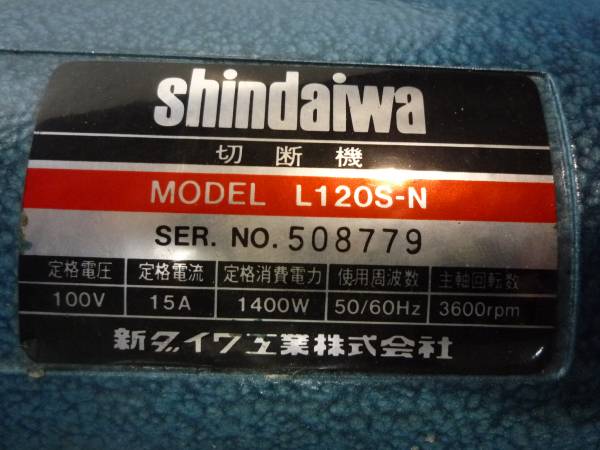 shindaiwa
切断機
MODEL L120S-N
SER. NO. 508779
定格電圧 定格電流 定格消費電力 使用周波数 主軸回転数
100V 15A 1400W 50/60Hz 3600rpm
新ダイワ工業株式会社